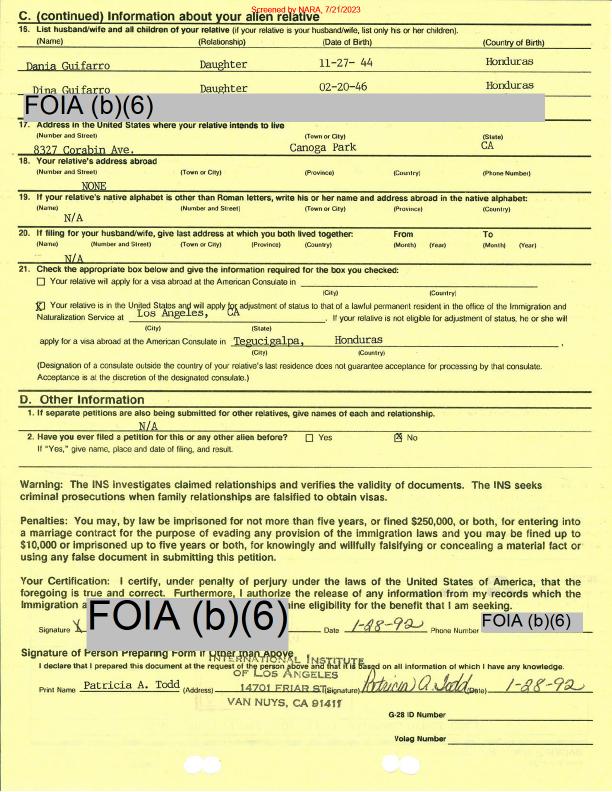 Screened by NARA, 7/21/2023
C. (continued) Information about your alien relative
16. List husband/wife and all children of your relative (if your relative is your husband/wife, list only his or her children).
(Name) (Relationship) (Date of Birth) (Country of Birth)
Dania Guifarro Daughter 11-27- 44 Honduras
Dina Guifarro Daughter 02-20-46 Honduras
FOIA (b)(6)
17. Address in the United States where your relative intends to live
(Number and Street) (Town or City) (State)
8327 Corabin Ave. Canoga Park CA
18. Your relative's address abroad
(Number and Street) (Town or City) (Province) (Country) (Phone Number)
NONE
19. If your relative's native alphabet is other than Roman letters, write his or her name and address abroad in the native alphabet:
(Name) (Number and Street) (Town or City) (Province) (Country)
N/A
20. If filing for your husband/wife, give last address at which you both lived together: From To
(Name) (Number and Street) (Town or City) (Province) (Country) (Month) (Year) (Month) (Year)
N/A
21. Check the appropriate box below and give the information required for the box you checked:
Your relative will apply for a visa abroad at the American Consulate in
(City) (Country)
X Your relative is in the United States and will apply for adjustment of status to that of a lawful permanent resident in the office of the Immigration and
Naturalization Service at Los Angeles, CA . If your relative is not eligible for adjustment of status, he or she will
(City) (State)
apply for a visa abroad at the American Consulate in Tegucigalpa, Honduras .
(City) (Country)
(Designation of a consulate outside the country of your relative's last residence does not guarantee acceptance for processing by that consulate.
Acceptance is at the discretion of the designated consulate.)
D. Other Information
1. If separate petitions are also being submitted for other relatives, give names of each and relationship.
N/A
2. Have you ever filed a petition for this or any other alien before? Yes X No
If "Yes," give name, place and date of filing, and result.
Warning: The INS investigates claimed relationships and verifies the validity of documents. The INS seeks
criminal prosecutions when family relationships are falsified to obtain visas.
Penalties: You may, by law be imprisoned for not more than five years, or fined $250,000, or both, for entering into
a marriage contract for the purpose of evading any provision of the immigration laws and you may be fined up to
$10,000 or imprisoned up to five years or both, for knowingly and willfully falsifying or concealing a material fact or
using any false document in submitting this petition.
Your Certification: I certify, under penalty of perjury under the laws of the United States of America, that the
foregoing is true and correct. Furthermore, I authorize the release of any information from my records which the
Immigration a FOIA (b)(6) ine eligibility for the benefit that I am seeking.
Signature X Date 1-28-92 Phone Number FOIA (b)(6)
Signature of Person Preparing Form if Other than Above
INTERNATIONAL INSTITUTE
I declare that I prepared this document at the request of the person above and that it is based on all information of which I have any knowledge.
OF LOS ANGELES
Print Name Patricia A. Todd (Address) 14701 FRIAR ST (Signature) Patricia A. Todd (Date) 1-28-92
VAN NUYS, CA 91411
G-28 ID Number
Volag Number